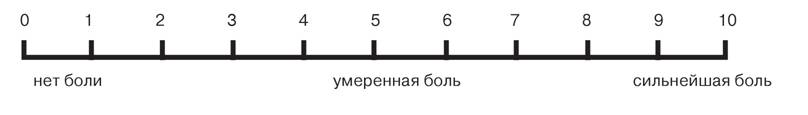 0 1 2 3 4 5 6 7 8 9 10
нет боли умеренная боль сильнейшая боль